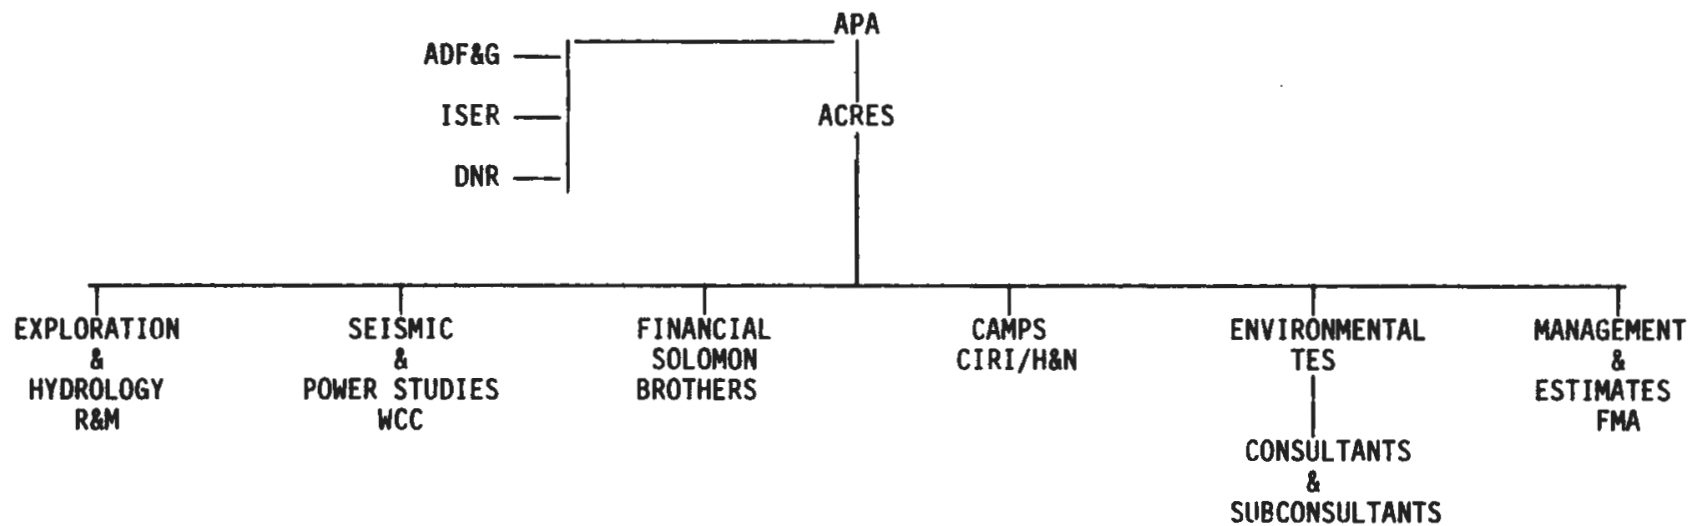 APA
ADF&G
ISER
DNR
ACRES
EXPLORATION
&
HYDROLOGY
R&M
SEISMIC
&
POWER STUDIES
WCC
FINANCIAL
SOLOMON
BROTHERS
CAMPS
CIRI/H&N
ENVIRONMENTAL
TES
CONSULTANTS
&
SUBCONSULTANTS
MANAGEMENT
&
ESTIMATES
FMA